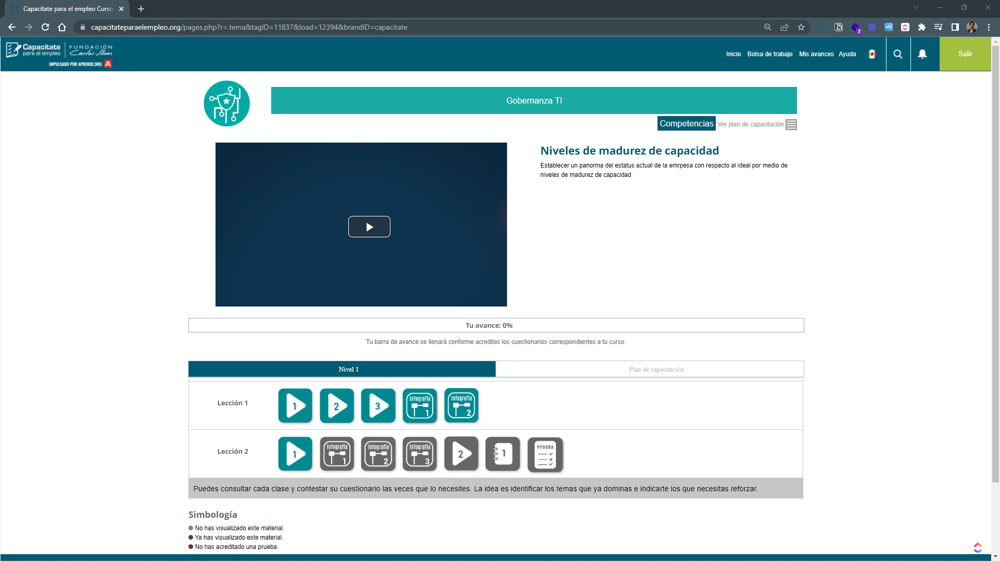 Capacítate para el empleo Curso
capacitateparaelempleo.org/pages.php?r=.tema&tagID=11837&load=12394&brandID=capacitate
7
Capacítate
para el empleo
FUNDACIÓN
Carlos Slim
IMPULSADO POR APRENDE.ORG A
Inicio Bolsa de trabajo Mis avances Ayuda
Salir
Gobernanza TI
Competencias Ver plan de capacitación
Niveles de madurez de capacidad
Establecer un panorma del estatus actual de la emrpesa con respecto al ideal por medio de
niveles de madurez de capacidad
Tu avance: 0%
Tu barra de avance se llenará conforme acredites los cuestionarios correspondientes a tu curso.
Nivel 1 Plan de capacitación
Lección 1 1 2 3 Infografía 1 Infografía 2
Lección 2 1 Infografía 1 Infografía 2 Infografía 3 2 1 Prueba
Puedes consultar cada clase y contestar su cuestionario las veces que lo necesites. La idea es identificar los temas que ya dominas e indicarte los que necesitas reforzar.
Simbología
No has visualizado este material.
Ya has visualizado este material.
No has acreditado una prueba.